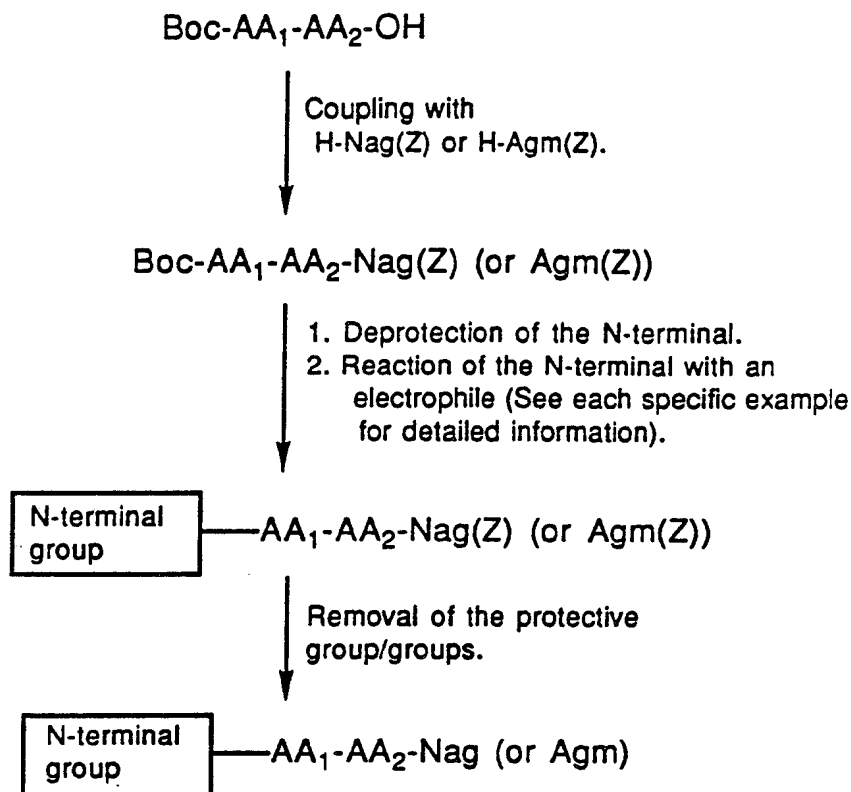 Boc-AA₁-AA₂-OH
Coupling with
H-Nag(Z) or H-Agm(Z).
Boc-AA₁-AA₂-Nag(Z) (or Agm(Z))
1. Deprotection of the N-terminal.
2. Reaction of the N-terminal with an
electrophile (See each specific example
for detailed information).
N-terminal
group
AA₁-AA₂-Nag(Z) (or Agm(Z))
Removal of the protective
group/groups.
N-terminal
group
AA₁-AA₂-Nag (or Agm)